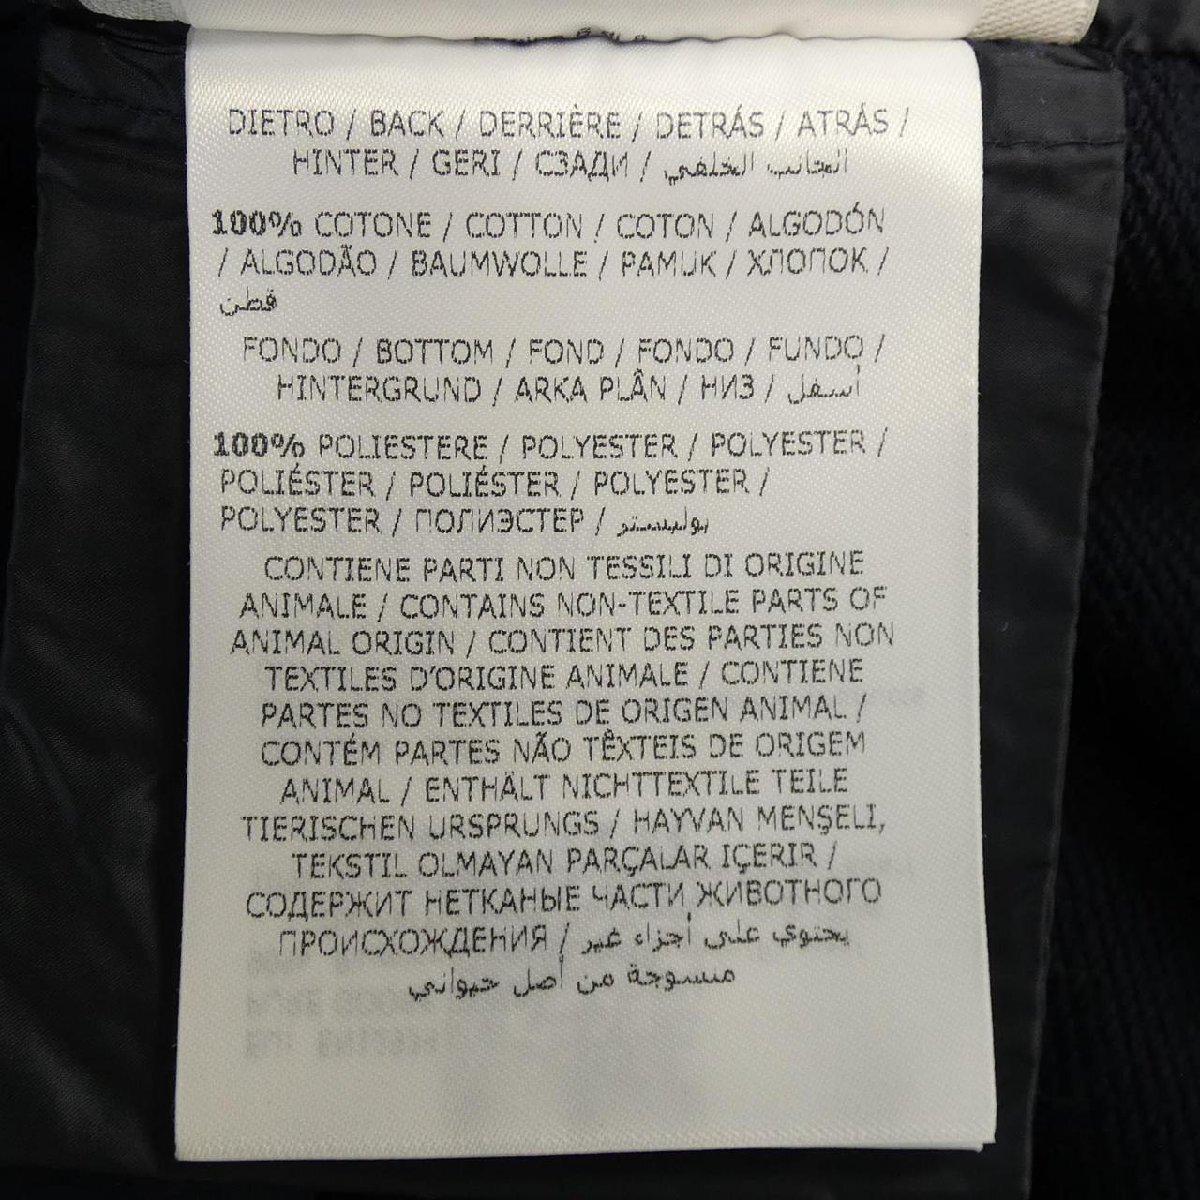 DIETRO / BACK / DERRIÈRE / DETRÁS / ATRÁS /
HINTER / GERI / СЗАДИ / الجانب الخلفي
100% COTONE / COTTON / COTON / ALGODÓN
/ ALGODÃO / BAUMWOLLE / PAMUK / ХЛОПОК /
قطن
FONDO / BOTTOM / FOND / FONDO / FUNDO /
HINTERGRUND / ARKA PLÂN / НИЗ / أسفل
100% POLIESTERE / POLYESTER / POLYESTER /
POLIÉSTER / POLIÉSTER / POLYESTER /
POLYESTER / ПОЛИЭСТЕР / بوليستر
CONTIENE PARTI NON TESSILI DI ORIGINE
ANIMALE / CONTAINS NON-TEXTILE PARTS OF
ANIMAL ORIGIN / CONTIENT DES PARTIES NON
TEXTILES D'ORIGINE ANIMALE / CONTIENE
PARTES NO TEXTILES DE ORIGEN ANIMAL /
CONTÉM PARTES NÃO TÊXTEIS DE ORIGEM
ANIMAL / ENTHÄLT NICHTTEXTILE TEILE
TIERISCHEN URSPRUNGS / HAYVAN MENŞELİ,
TEKSTIL OLMAYAN PARÇALAR IÇERIR /
СОДЕРЖИТ НЕТКАНЫЕ ЧАСТИ ЖИВОТНОГО
ПРОИСХОЖДЕНИЯ / يحتوي على أجزاء غير
منسوجة من أصل حيواني